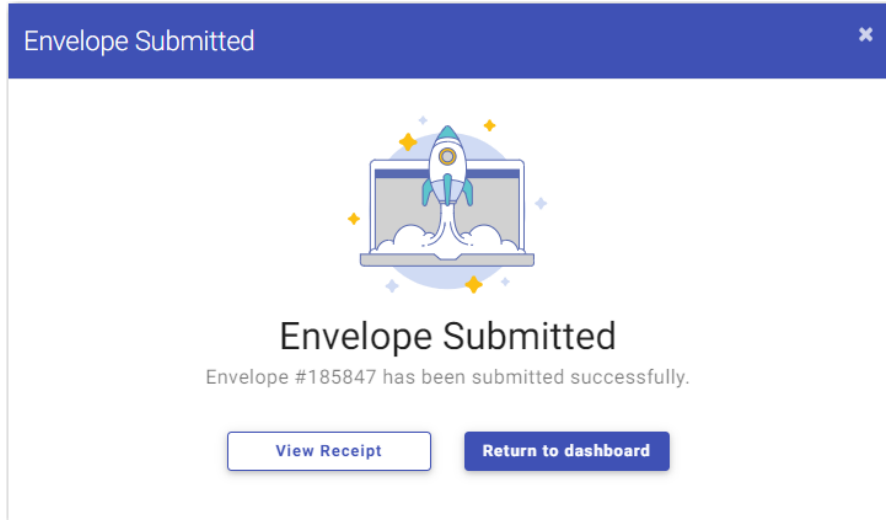 Envelope Submitted
Envelope Submitted
Envelope #185847 has been submitted successfully.
View Receipt
Return to dashboard